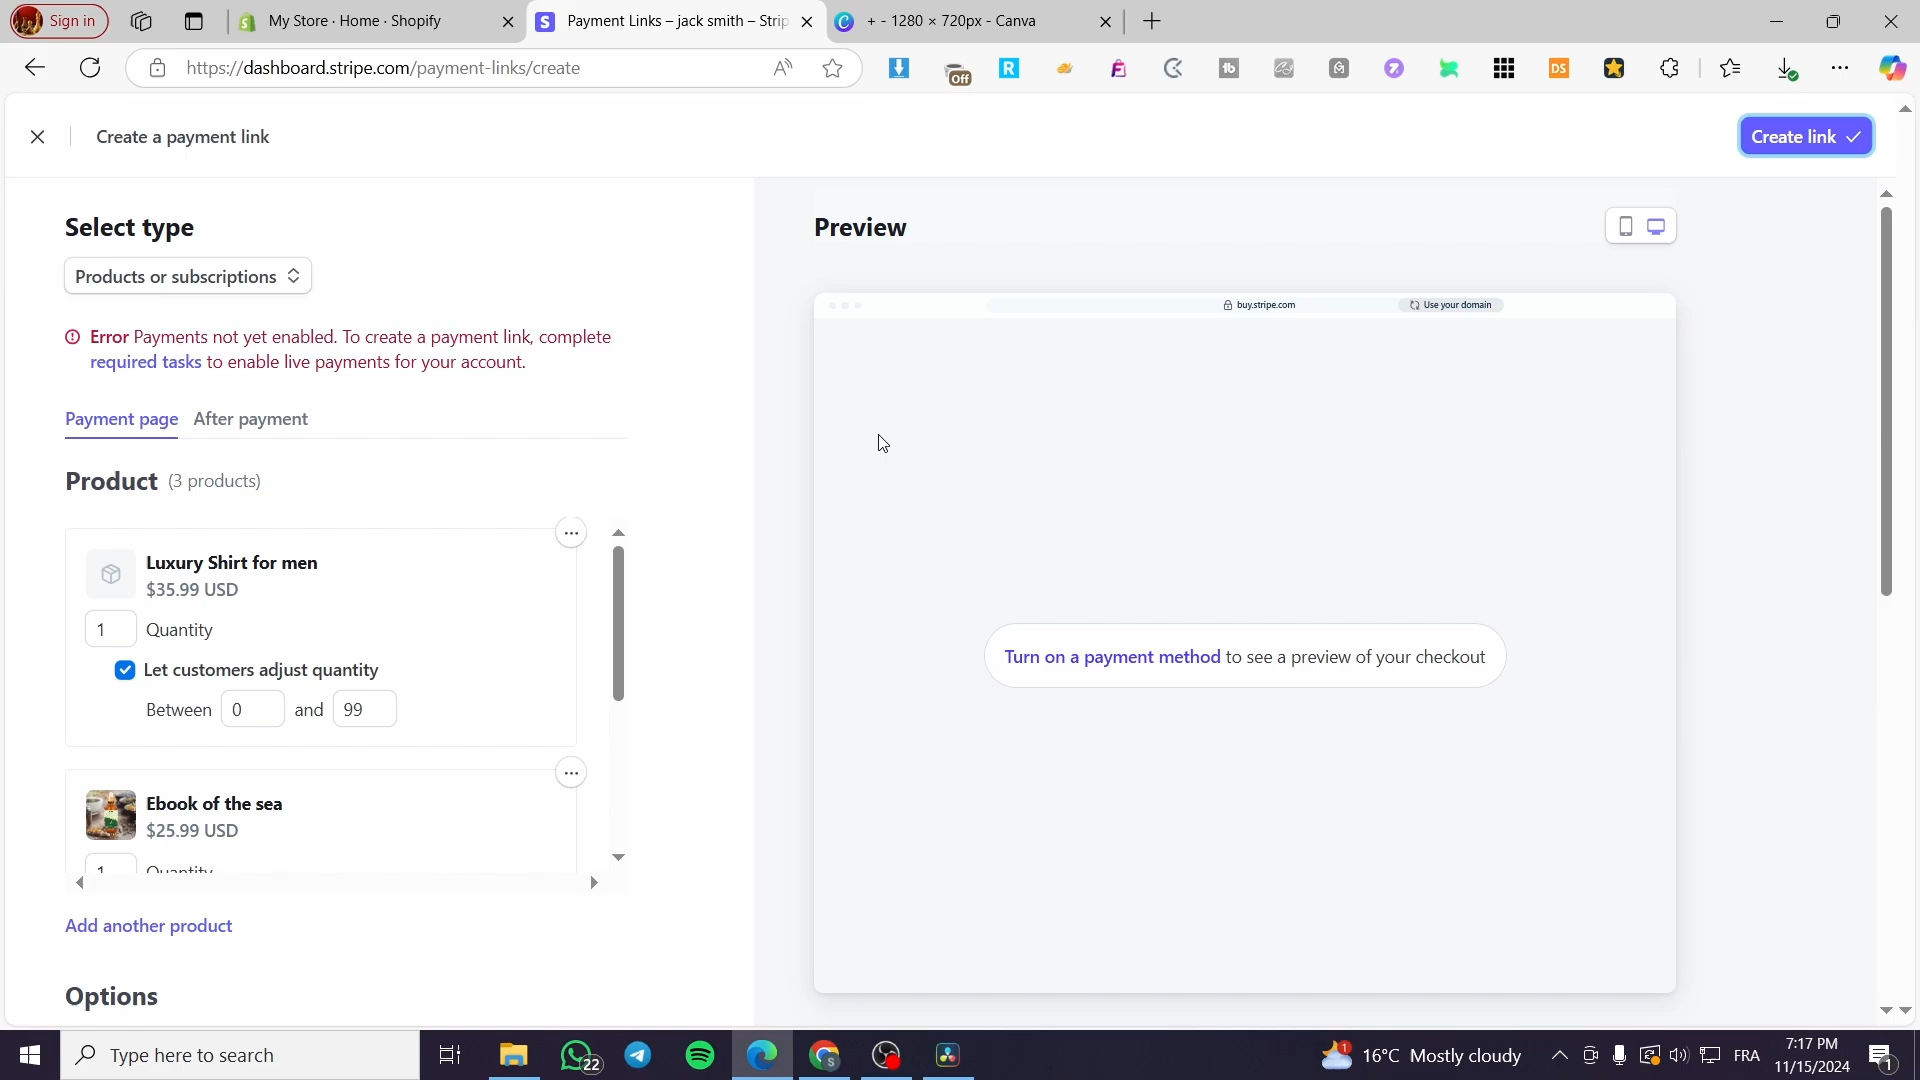 Sign in
My Store · Home · Shopify
Payment Links – jack smith – Strip
+ - 1280 × 720px - Canva
https://dashboard.stripe.com/payment-links/create
Off
Create a payment link
Create link
Select type
Preview
Products or subscriptions
buy.stripe.com
Use your domain
Error Payments not yet enabled. To create a payment link, complete
required tasks to enable live payments for your account.
Payment page
After payment
Product (3 products)
Luxury Shirt for men
$35.99 USD
1 Quantity
Let customers adjust quantity
Between 0 and 99
Turn on a payment method to see a preview of your checkout
Ebook of the sea
$25.99 USD
1 Quantity
Add another product
Options
Type here to search
22
1
16°C Mostly cloudy
FRA
7:17 PM
11/15/2024
1